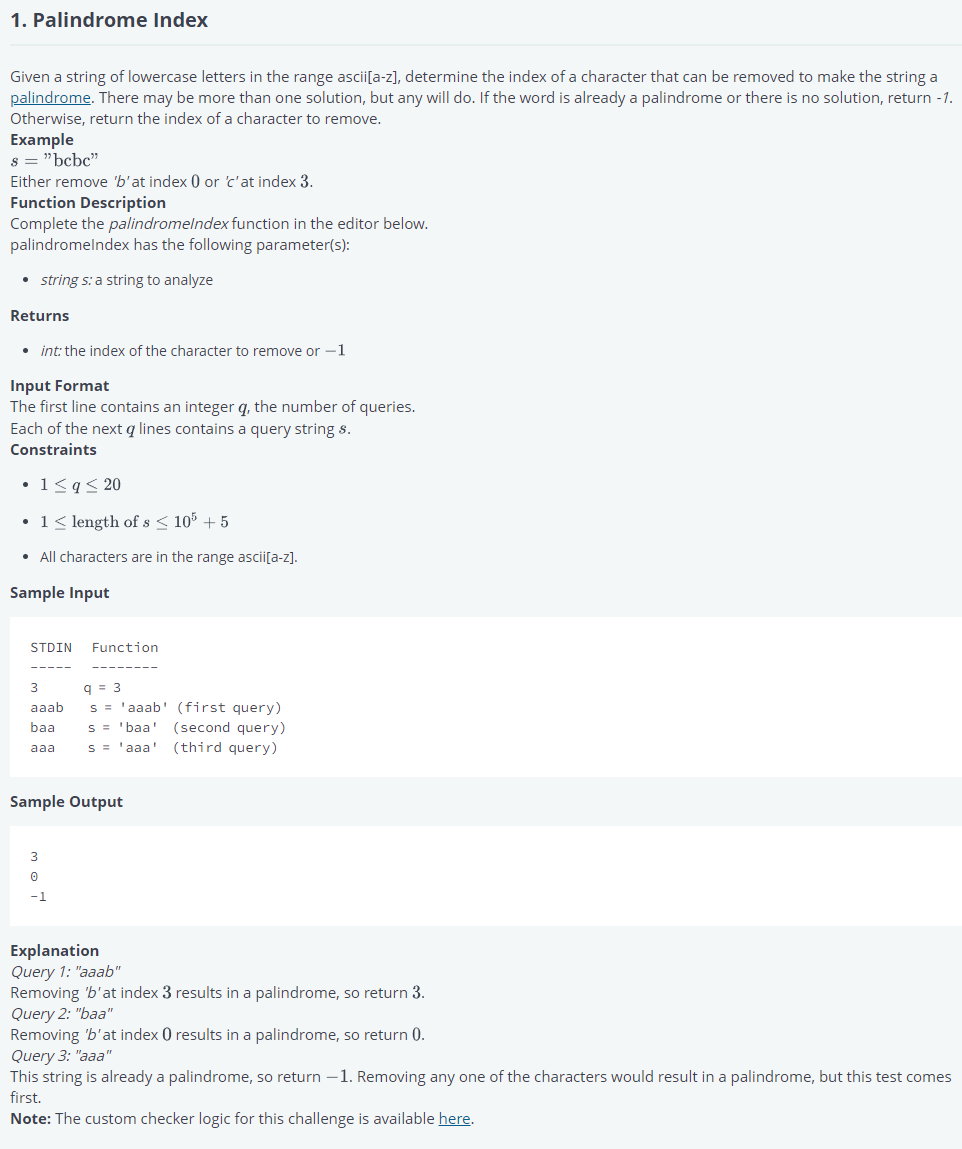 1. Palindrome Index
Given a string of lowercase letters in the range ascii[a-z], determine the index of a character that can be removed to make the string a
palindrome. There may be more than one solution, but any will do. If the word is already a palindrome or there is no solution, return -1.
Otherwise, return the index of a character to remove.
Example
s = ”bcbc”
Either remove 'b' at index 0 or 'c' at index 3.
Function Description
Complete the palindromeIndex function in the editor below.
palindromeIndex has the following parameter(s):
• string s: a string to analyze
Returns
• int: the index of the character to remove or −1
Input Format
The first line contains an integer q, the number of queries.
Each of the next q lines contains a query string s.
Constraints
• 1 ≤ q ≤ 20
• 1 ≤ length of s ≤ 10⁵ + 5
• All characters are in the range ascii[a-z].
Sample Input
STDIN   Function
-----   --------
3      q = 3
aaab    s = 'aaab' (first query)
baa     s = 'baa'  (second query)
aaa     s = 'aaa'  (third query)
Sample Output
3
0
-1
Explanation
Query 1: "aaab"
Removing 'b' at index 3 results in a palindrome, so return 3.
Query 2: "baa"
Removing 'b' at index 0 results in a palindrome, so return 0.
Query 3: "aaa"
This string is already a palindrome, so return −1. Removing any one of the characters would result in a palindrome, but this test comes
first.
Note: The custom checker logic for this challenge is available here.